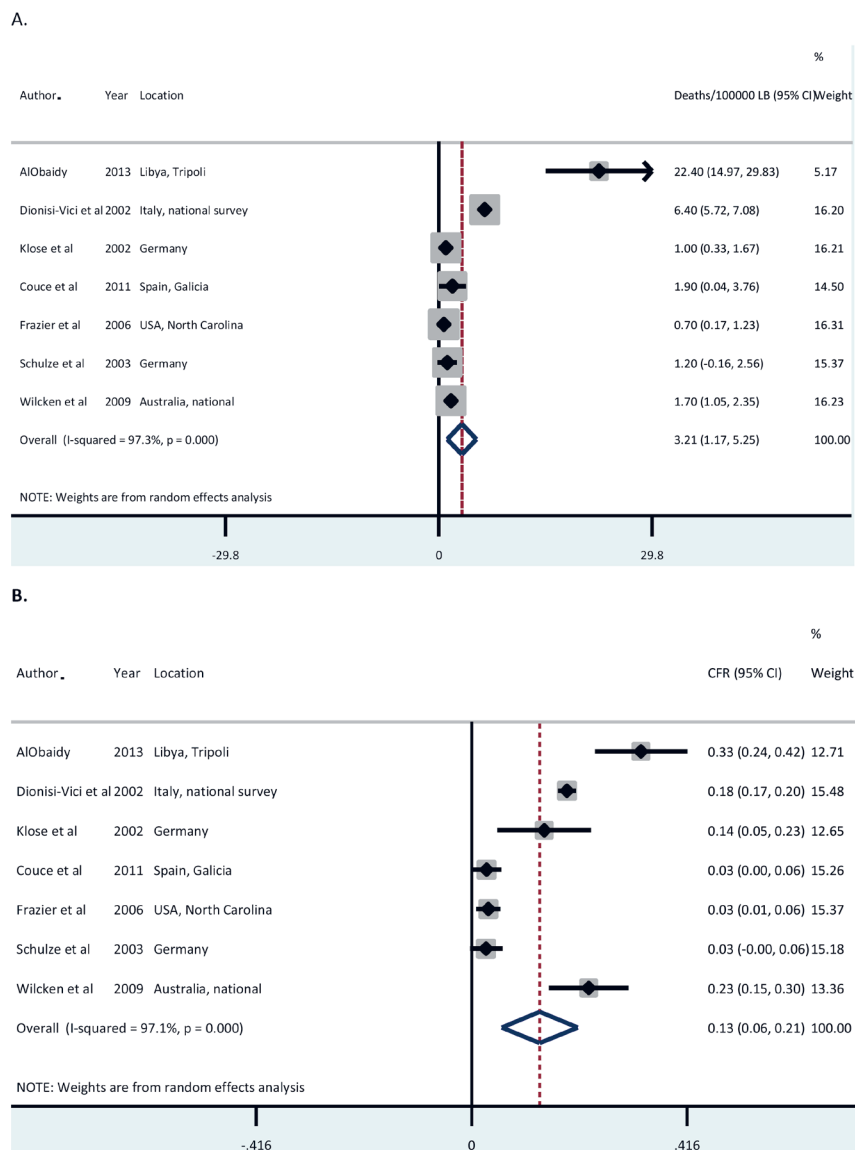 A.
%
Author. Year Location Deaths/100000 LB (95% CI) Weight
AlObaidy 2013 Libya, Tripoli 22.40 (14.97, 29.83) 5.17
Dionisi-Vici et al 2002 Italy, national survey 6.40 (5.72, 7.08) 16.20
Klose et al 2002 Germany 1.00 (0.33, 1.67) 16.21
Couce et al 2011 Spain, Galicia 1.90 (0.04, 3.76) 14.50
Frazier et al 2006 USA, North Carolina 0.70 (0.17, 1.23) 16.31
Schulze et al 2003 Germany 1.20 (-0.16, 2.56) 15.37
Wilcken et al 2009 Australia, national 1.70 (1.05, 2.35) 16.23
Overall (I-squared = 97.3%, p = 0.000) 3.21 (1.17, 5.25) 100.00
NOTE: Weights are from random effects analysis
-29.8 0 29.8
B.
%
Author. Year Location CFR (95% CI) Weight
AlObaidy 2013 Libya, Tripoli 0.33 (0.24, 0.42) 12.71
Dionisi-Vici et al 2002 Italy, national survey 0.18 (0.17, 0.20) 15.48
Klose et al 2002 Germany 0.14 (0.05, 0.23) 12.65
Couce et al 2011 Spain, Galicia 0.03 (0.00, 0.06) 15.26
Frazier et al 2006 USA, North Carolina 0.03 (0.01, 0.06) 15.37
Schulze et al 2003 Germany 0.03 (-0.00, 0.06) 15.18
Wilcken et al 2009 Australia, national 0.23 (0.15, 0.30) 13.36
Overall (I-squared = 97.1%, p = 0.000) 0.13 (0.06, 0.21) 100.00
NOTE: Weights are from random effects analysis
-.416 0 .416